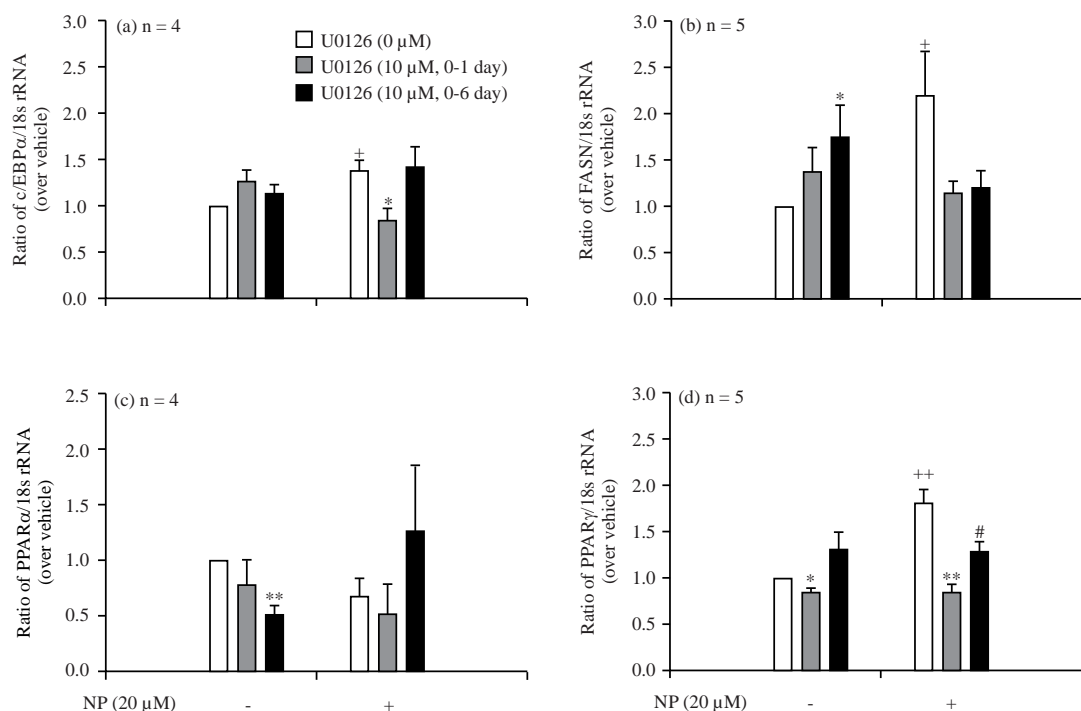 (a) n = 4
U0126 (0 µM)
U0126 (10 µM, 0-1 day)
U0126 (10 µM, 0-6 day)
Ratio of c/EBPα/18s rRNA
(over vehicle)
3.0
2.5
2.0
1.5
1.0
0.5
0.0
+
*
(b) n = 5
Ratio of FASN/18s rRNA
(over vehicle)
3.0
2.5
2.0
1.5
1.0
0.5
0.0
*
+
(c) n = 4
Ratio of PPARα/18s rRNA
(over vehicle)
2.5
2.0
1.5
1.0
0.5
0.0
**
NP (20 µM) - +
(d) n = 5
Ratio of PPARγ/18s rRNA
(over vehicle)
3.0
2.5
2.0
1.5
1.0
0.5
0.0
*
++
**
#
NP (20 µM) - +